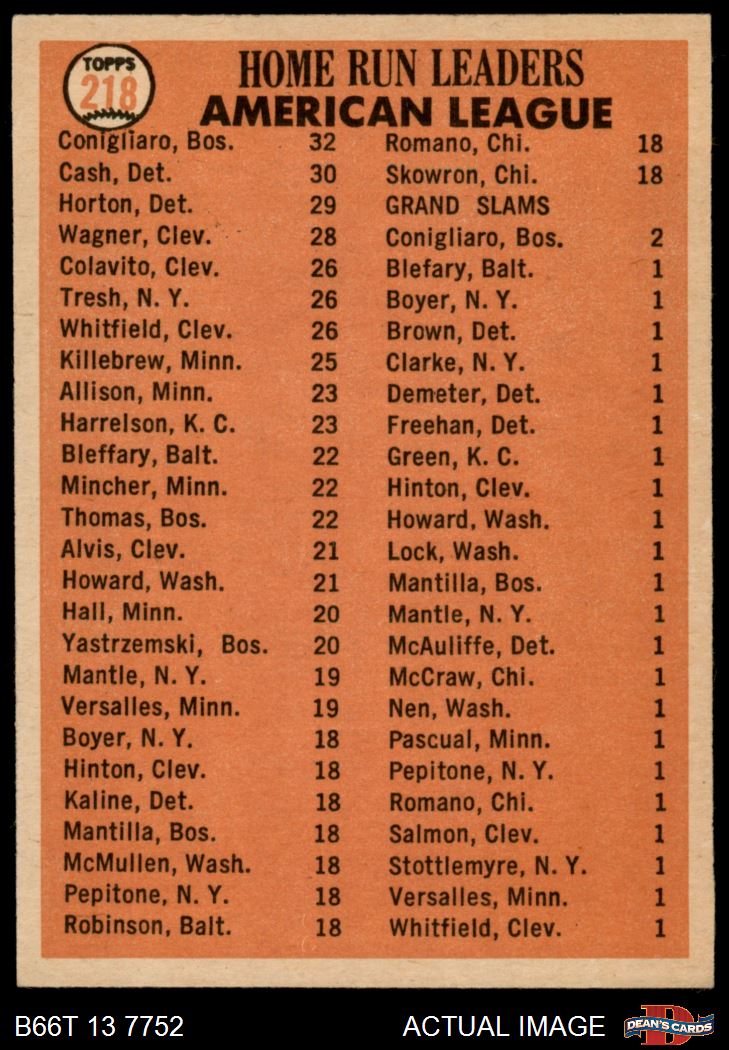 TOPPS
218
HOME RUN LEADERS
AMERICAN LEAGUE
Conigliaro, Bos. 32
Cash, Det. 30
Horton, Det. 29
Wagner, Clev. 28
Colavito, Clev. 26
Tresh, N. Y. 26
Whitfield, Clev. 26
Killebrew, Minn. 25
Allison, Minn. 23
Harrelson, K. C. 23
Bleffary, Balt. 22
Mincher, Minn. 22
Thomas, Bos. 22
Alvis, Clev. 21
Howard, Wash. 21
Hall, Minn. 20
Yastrzemski, Bos. 20
Mantle, N. Y. 19
Versalles, Minn. 19
Boyer, N. Y. 18
Hinton, Clev. 18
Kaline, Det. 18
Mantilla, Bos. 18
McMullen, Wash. 18
Pepitone, N. Y. 18
Robinson, Balt. 18
Romano, Chi. 18
Skowron, Chi. 18
GRAND SLAMS
Conigliaro, Bos. 2
Blefary, Balt. 1
Boyer, N. Y. 1
Brown, Det. 1
Clarke, N. Y. 1
Demeter, Det. 1
Freehan, Det. 1
Green, K. C. 1
Hinton, Clev. 1
Howard, Wash. 1
Lock, Wash. 1
Mantilla, Bos. 1
Mantle, N. Y. 1
McAuliffe, Det. 1
McCraw, Chi. 1
Nen, Wash. 1
Pascual, Minn. 1
Pepitone, N. Y. 1
Romano, Chi. 1
Salmon, Clev. 1
Stottlemyre, N. Y. 1
Versalles, Minn. 1
Whitfield, Clev. 1
B66T 13 7752
ACTUAL IMAGE
D
DEAN'S CARDS